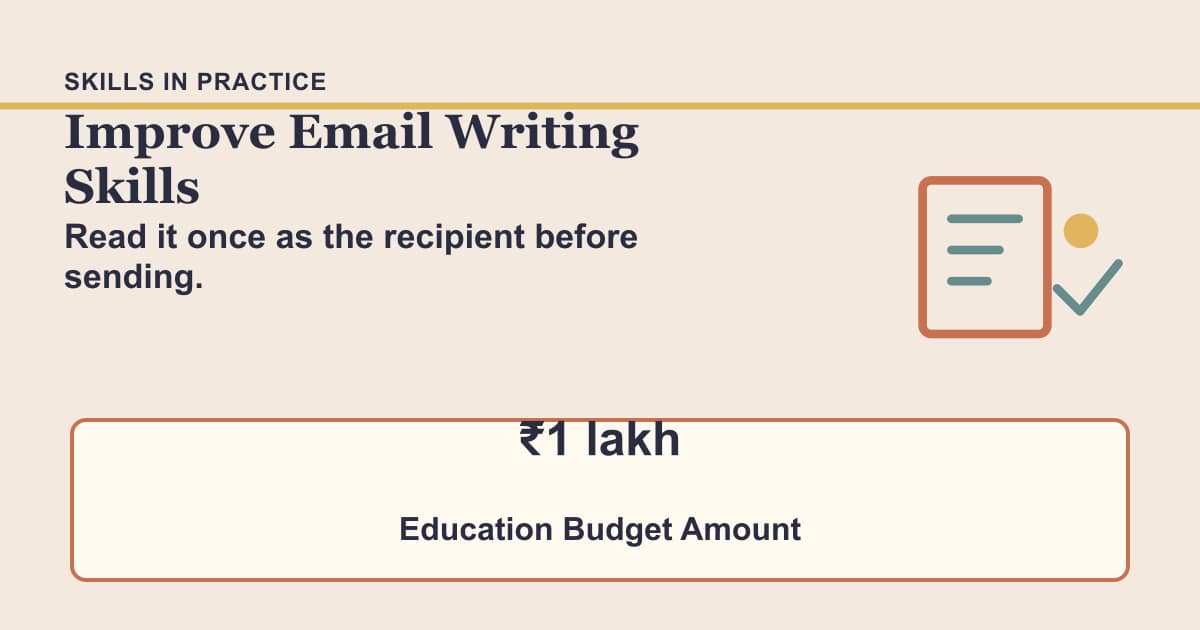 SKILLS IN PRACTICE
Improve Email Writing
Skills
Read it once as the recipient before
sending.
₹1 lakh
Education Budget Amount